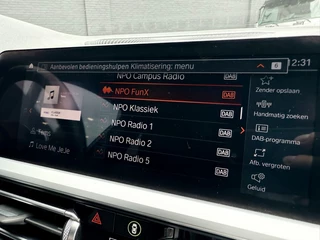 Aanbevolen bedieningshulpen Klimatisering: menu
6
12:31
NPO Campus Radio DAB
NPO FunX DAB
NPO Klassiek DAB
NPO Radio 1 DAB
NPO Radio 2 DAB
NPO Radio 5 DAB
Love Me JeJe
Zender opslaan
Handmatig zoeken
DAB-programma
Afb. vergroten
Geluid